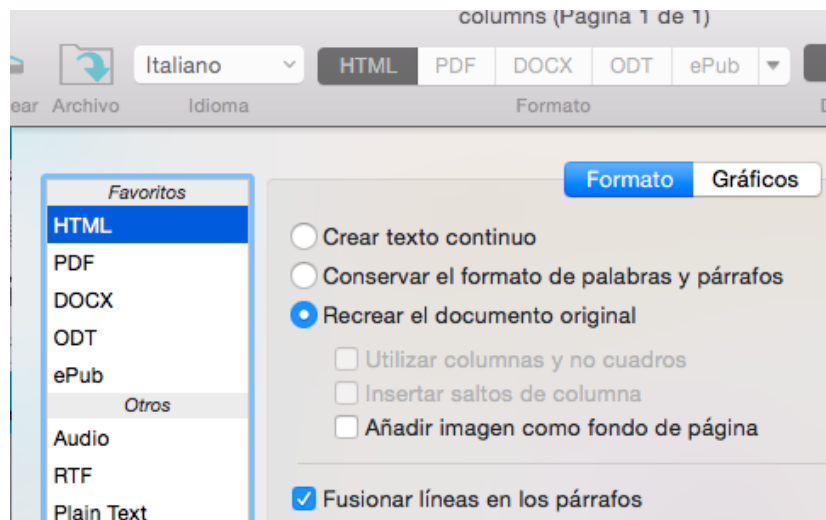 columns (Página 1 de 1)
Italiano
HTML PDF DOCX ODT ePub
Archivo Idioma Formato
Formato Gráficos
Favoritos
HTML
PDF
DOCX
ODT
ePub
Otros
Audio
RTF
Plain Text
Crear texto continuo
Conservar el formato de palabras y párrafos
Recrear el documento original
Utilizar columnas y no cuadros
Insertar saltos de columna
Añadir imagen como fondo de página
Fusionar líneas en los párrafos